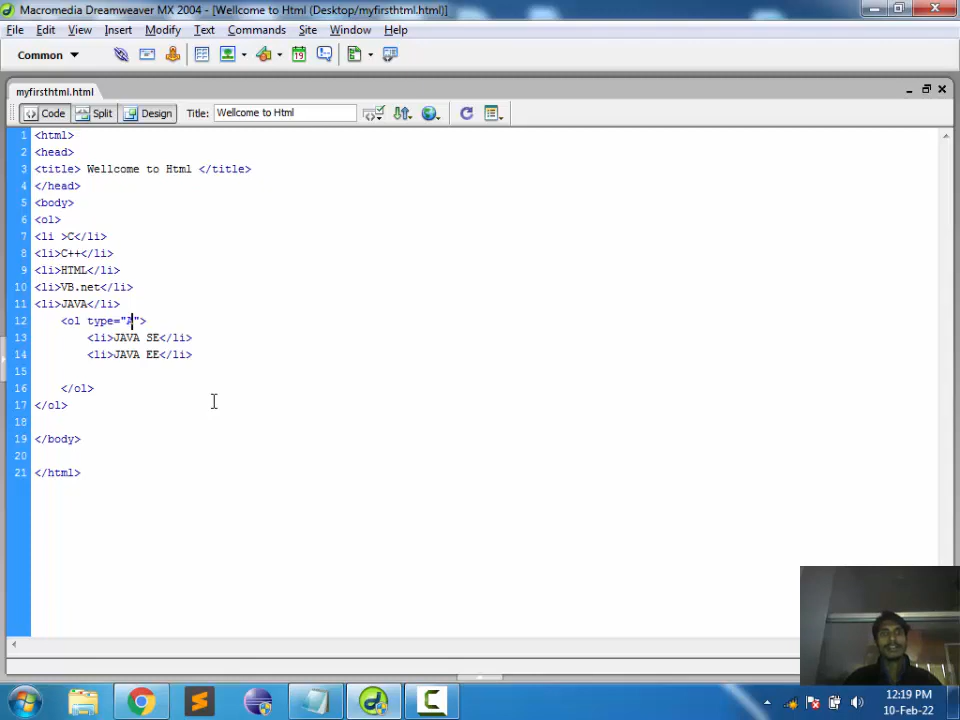 Macromedia Dreamweaver MX 2004 - [Wellcome to Html (Desktop/myfirsthtml.html)]
File Edit View Insert Modify Text Commands Site Window Help
Common
myfirsthtml.html
Code Split Design Title: Wellcome to Html
1 <html>
2 <head>
3 <title> Wellcome to Html </title>
4 </head>
5 <body>
6 <ol>
7 <li >C</li>
8 <li>C++</li>
9 <li>HTML</li>
10 <li>VB.net</li>
11 <li>JAVA</li>
12 <ol type="A">
13 <li>JAVA SE</li>
14 <li>JAVA EE</li>
15
16 </ol>
17 </ol>
18
19 </body>
20
21 </html>
12:19 PM
10-Feb-22